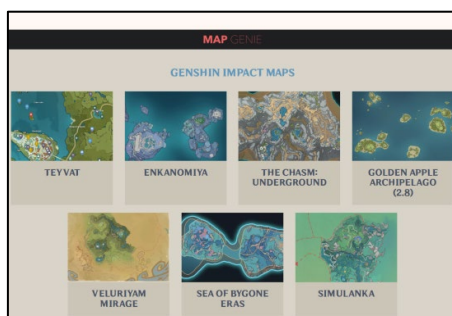 MAP GENIE
GENSHIN IMPACT MAPS
TEYVAT
ENKANOMIYA
THE CHASM:
UNDERGROUND
GOLDEN APPLE
ARCHIPELAGO
(2.8)
VELURIYAM
MIRAGE
SEA OF BYGONE
ERAS
SIMULANKA